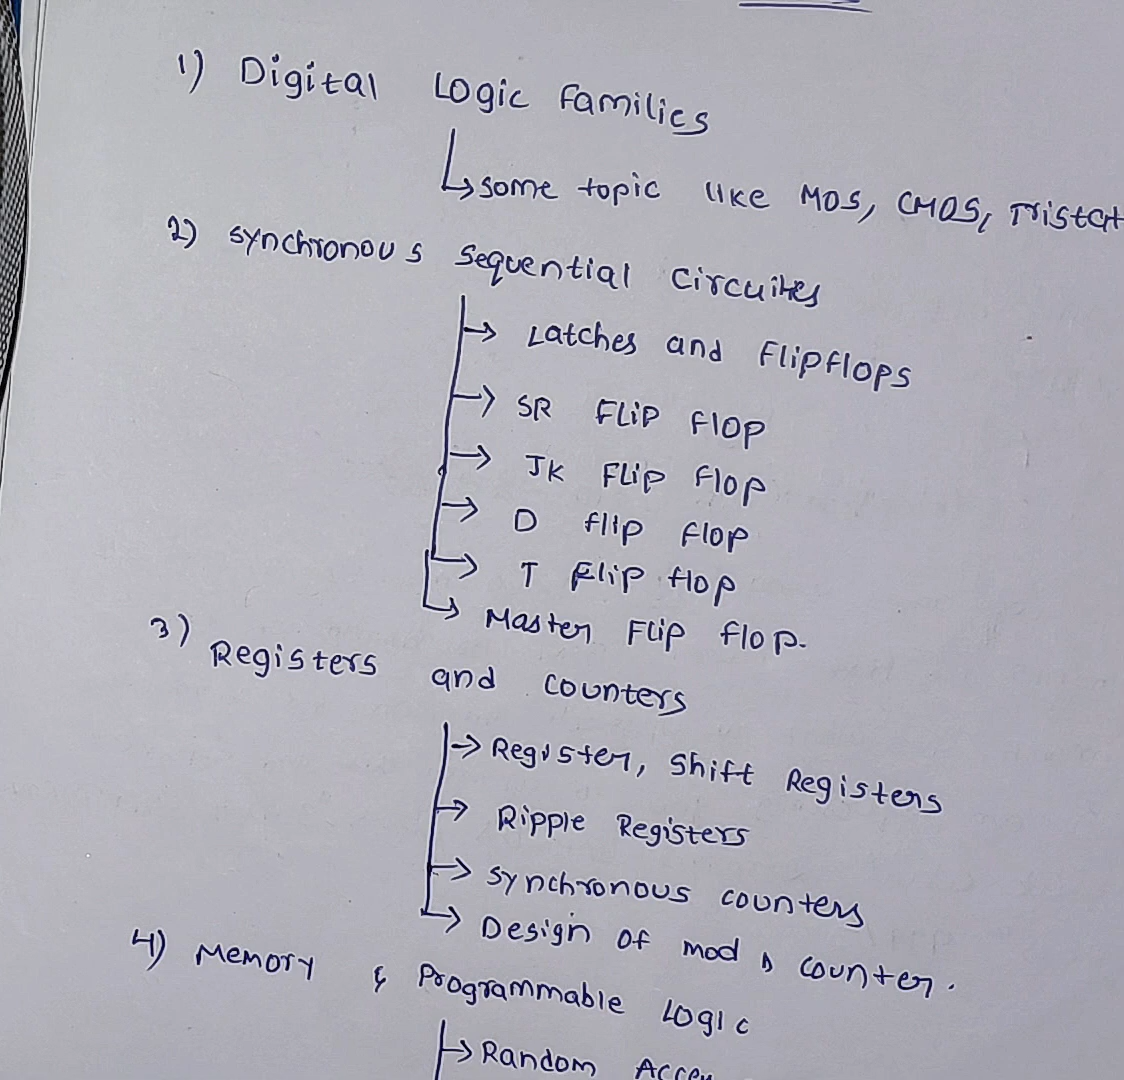 1) Digital Logic families
some topic like MOS, CMOS, Tristat
2) Synchronous Sequential Circuites
Latches and Flipflops
SR Flip Flop
JK Flip Flop
D flip flop
T Flip flop
Master Flip flop.
3) Registers and counters
Register, Shift Registers
Ripple Registers
Synchronous counters
Design of mod n counter.
4) Memory & Programmable Logic
Random